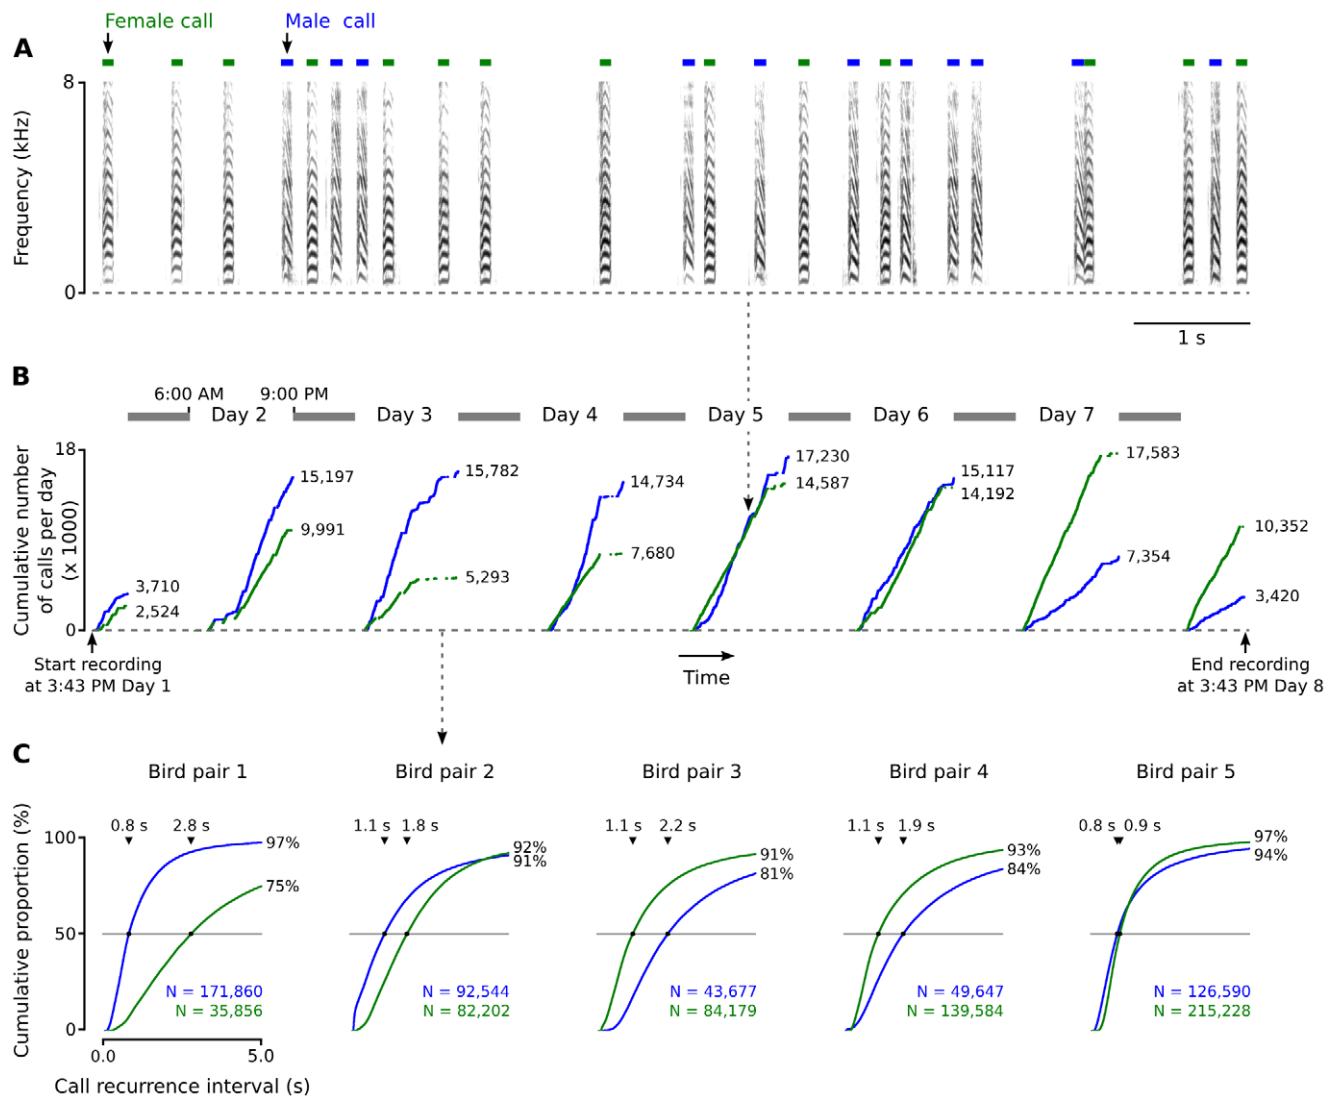 Female call
Male call
A
8
Frequency (kHz)
0
1 s
B
6:00 AM
9:00 PM
Day 2
Day 3
Day 4
Day 5
Day 6
Day 7
18
Cumulative number
of calls per day
(x 1000)
0
3,710
2,524
15,197
9,991
15,782
5,293
14,734
7,680
17,230
14,587
15,117
14,192
17,583
7,354
10,352
3,420
Start recording
at 3:43 PM Day 1
Time
End recording
at 3:43 PM Day 8
C
Bird pair 1
Bird pair 2
Bird pair 3
Bird pair 4
Bird pair 5
Cumulative proportion (%)
100
50
0
0.8 s
2.8 s
97%
75%
N = 171,860
N = 35,856
0.0
5.0
Call recurrence interval (s)
1.1 s
1.8 s
92%
91%
N = 92,544
N = 82,202
1.1 s
2.2 s
91%
81%
N = 43,677
N = 84,179
1.1 s
1.9 s
93%
84%
N = 49,647
N = 139,584
0.8 s
0.9 s
97%
94%
N = 126,590
N = 215,228